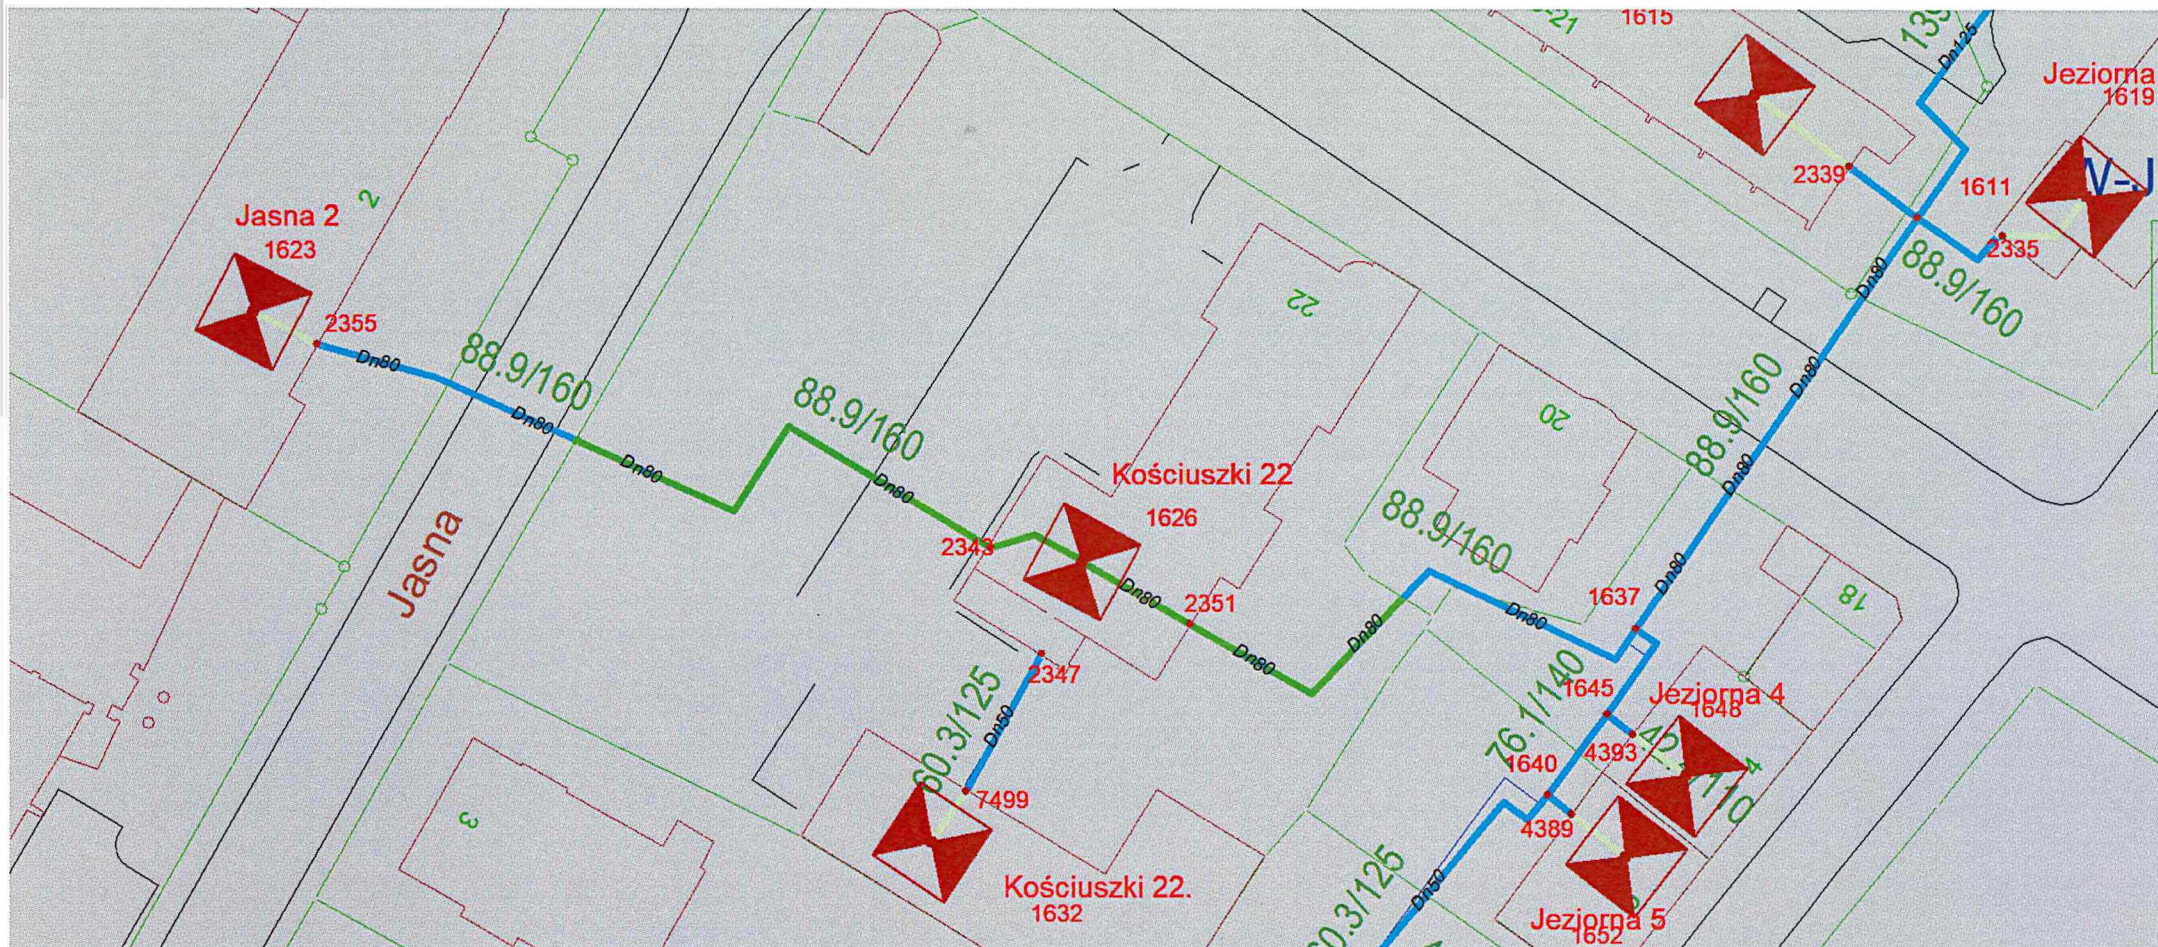 1615
139
Dn125
Jeziorna
1619
2339
1611
2335
2
Jasna 2
1623
2355
Dn80
88.9/160
Dn80
Dn80
88.9/160
Dn80
22
Kościuszki 22
1626
2343
Dn80
2351
Dn80
Dn80
20
88.9/160
Dn80
88.9/160
Dn80
88.9/160
Dn80
Dn80
Dn80
1637
18
Jasna
2347
60.3/125
Dn50
7499
Kościuszki 22.
1632
3
76.1/140
1645
Jeziorna 4
1648
4393
4
1640
4389
60.3/125
Dn50
Jeziorna 5
1652